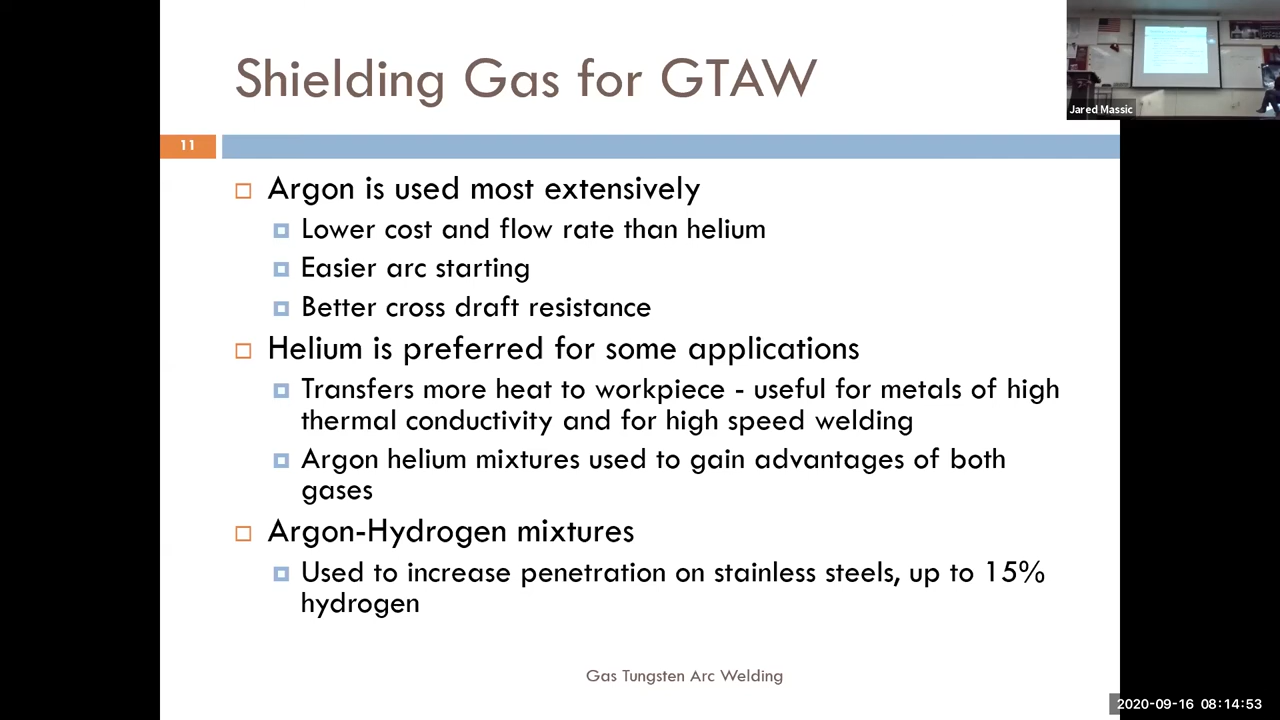 Shielding Gas for GTAW
Jared Massic
11
Argon is used most extensively
Lower cost and flow rate than helium
Easier arc starting
Better cross draft resistance
Helium is preferred for some applications
Transfers more heat to workpiece - useful for metals of high
thermal conductivity and for high speed welding
Argon helium mixtures used to gain advantages of both
gases
Argon-Hydrogen mixtures
Used to increase penetration on stainless steels, up to 15%
hydrogen
Gas Tungsten Arc Welding
2020-09-16 08:14:53